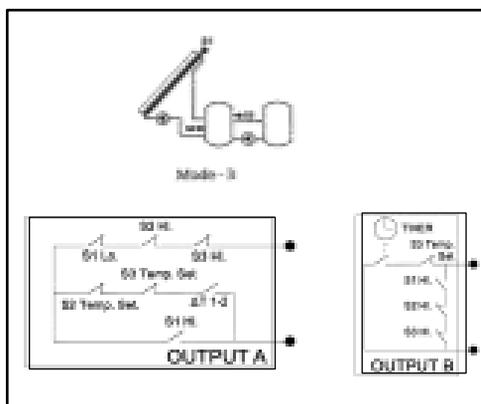 Mode - 3
S2 Hi.
S1 Lo.
S3 Hi.
S3 Temp. Set
S2 Temp. Set.
ΔT 1-2
S1 Hi.
OUTPUT A
TIMER
S3 Temp.
Set.
S1 Hi.
S2 Hi.
S3 Hi.
OUTPUT B